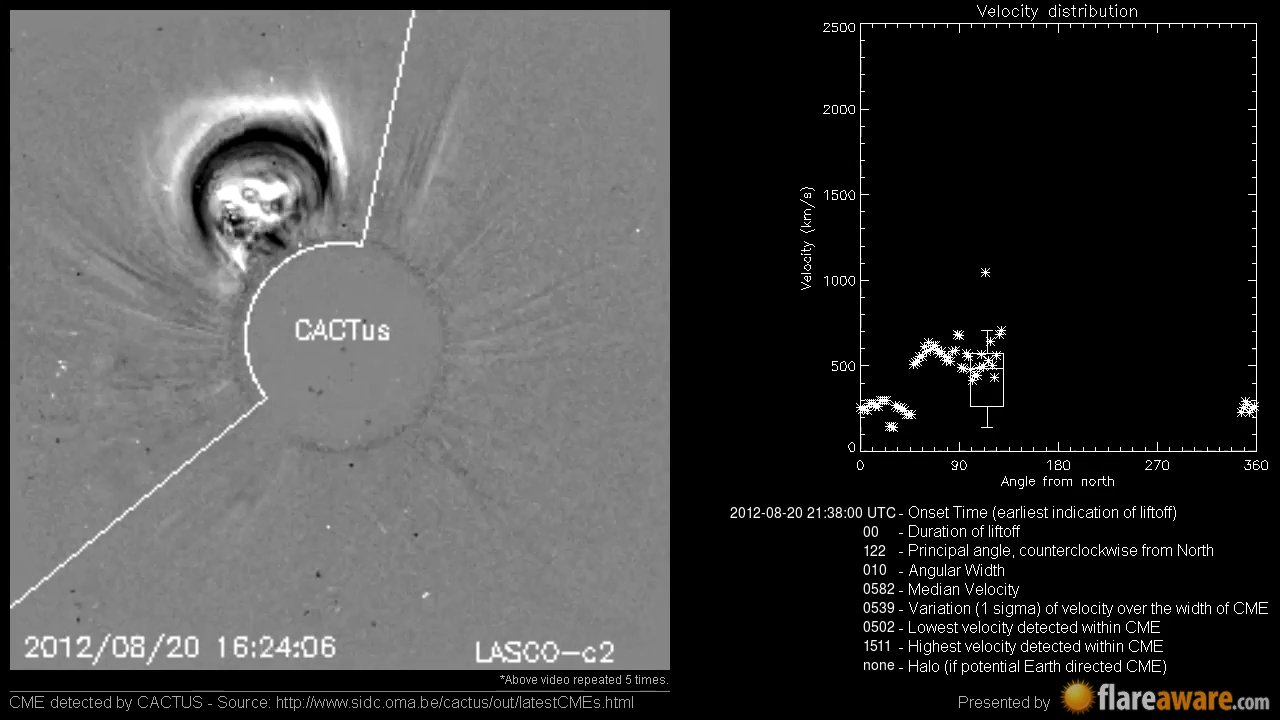 CACTus
2012/08/20 16:24:06
LASCO-c2
*Above video repeated 5 times.
CME detected by CACTUS - Source: http://www.sidc.oma.be/cactus/out/latestCMEs.html
Velocity distribution
2500
2000
1500
1000
500
0
Velocity (km/s)
0 90 180 270 360
Angle from north
2012-08-20 21:38:00 UTC - Onset Time (earliest indication of liftoff)
00 - Duration of liftoff
122 - Principal angle, counterclockwise from North
010 - Angular Width
0582 - Median Velocity
0539 - Variation (1 sigma) of velocity over the width of CME
0502 - Lowest velocity detected within CME
1511 - Highest velocity detected within CME
none - Halo (if potential Earth directed CME)
Presented by flareaware.com